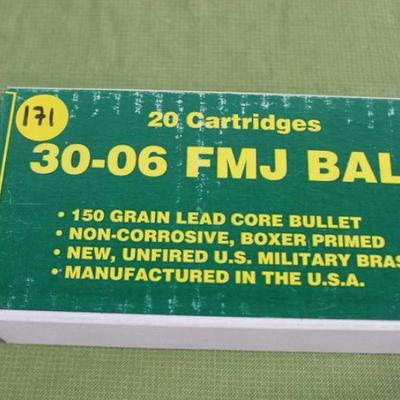 171
20 Cartridges
30-06 FMJ BAL
• 150 GRAIN LEAD CORE BULLET
• NON-CORROSIVE, BOXER PRIMED
• NEW, UNFIRED U.S. MILITARY BRAS
• MANUFACTURED IN THE U.S.A.